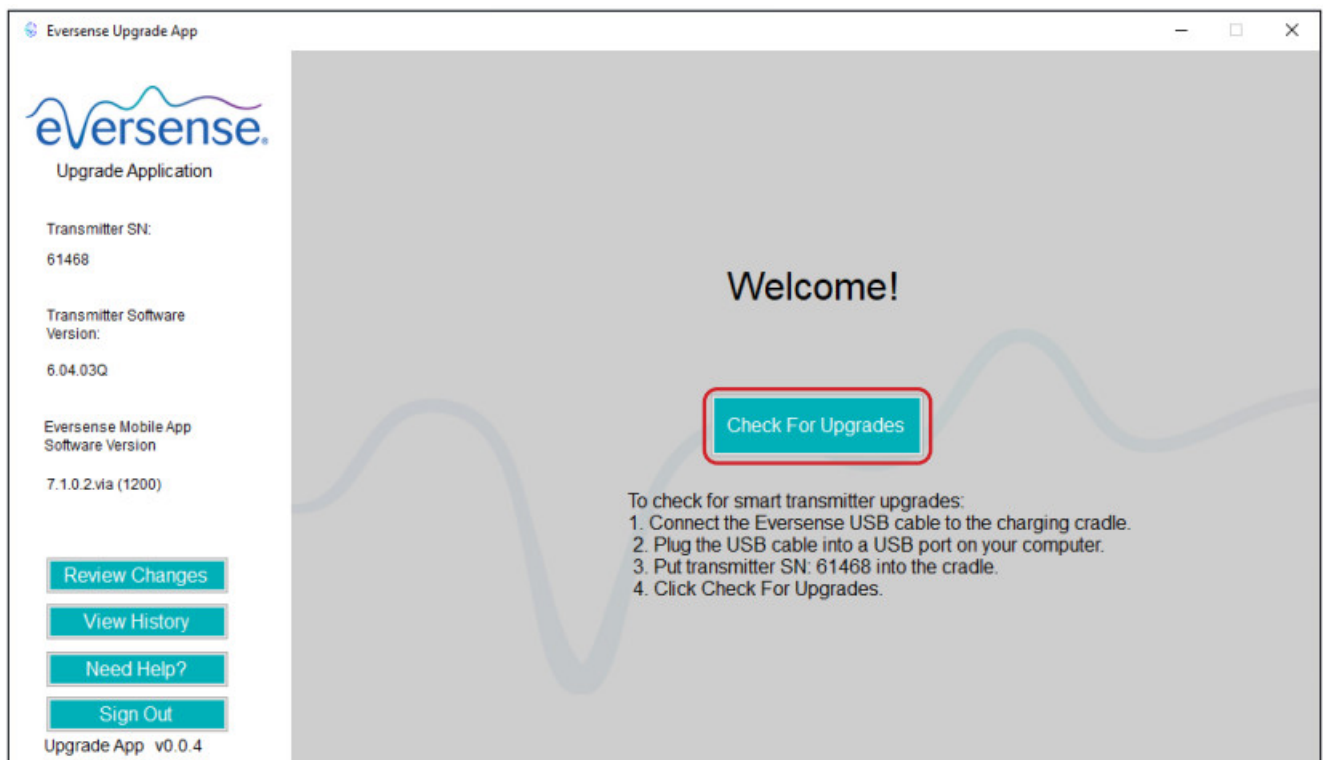 Eversense Upgrade App
eversense.
Upgrade Application
Transmitter SN:
61468
Transmitter Software
Version:
6.04.03Q
Eversense Mobile App
Software Version
7.1.0.2.via (1200)
Review Changes
View History
Need Help?
Sign Out
Upgrade App v0.0.4
Welcome!
Check For Upgrades
To check for smart transmitter upgrades:
1. Connect the Eversense USB cable to the charging cradle.
2. Plug the USB cable into a USB port on your computer.
3. Put transmitter SN: 61468 into the cradle.
4. Click Check For Upgrades.